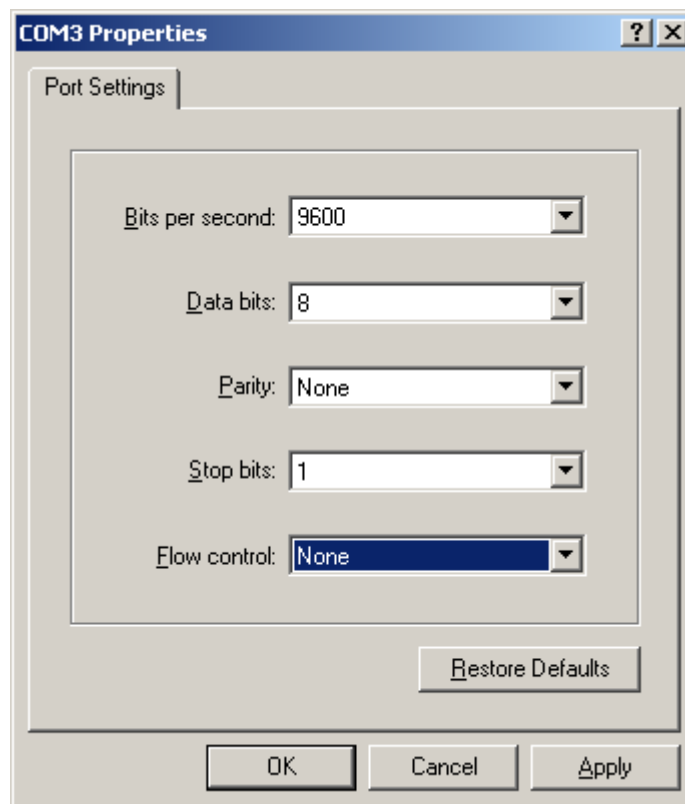 COM3 Properties
Port Settings
Bits per second: 9600
Data bits: 8
Parity: None
Stop bits: 1
Flow control: None
Restore Defaults
OK Cancel Apply